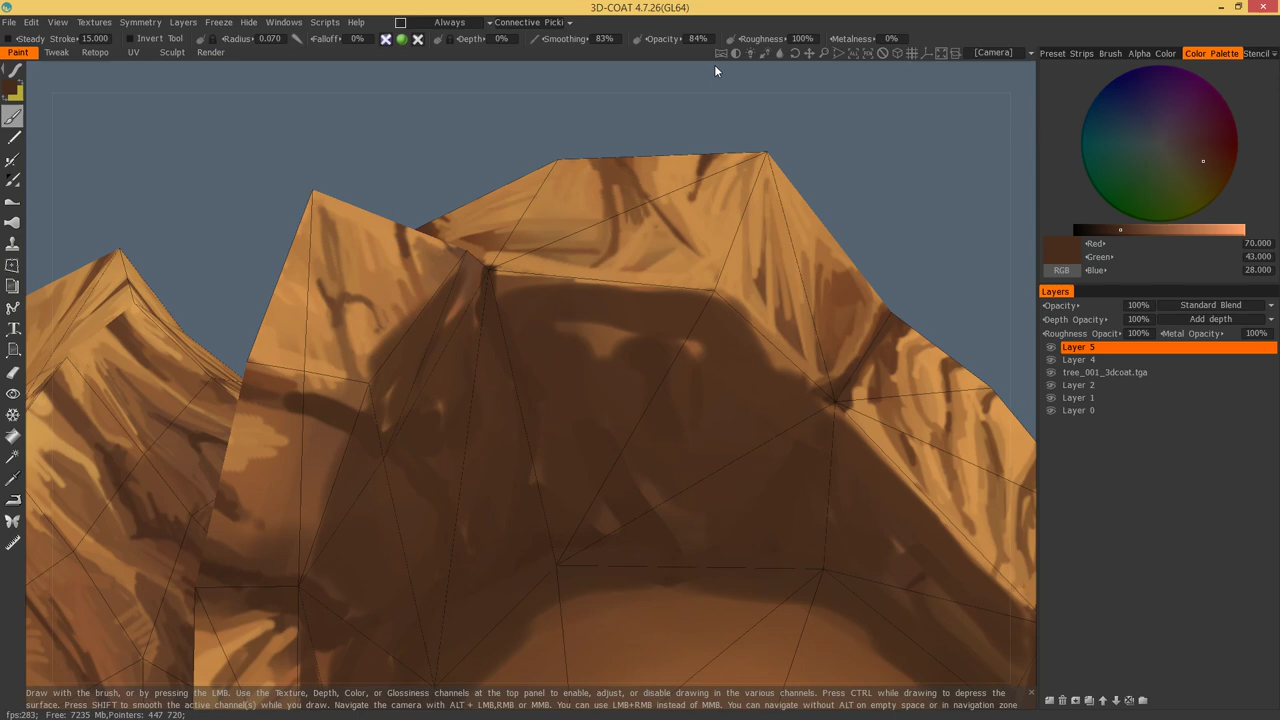 3D-COAT 4.7.26(GL64)
File Edit View Textures Symmetry Layers Freeze Hide Windows Scripts Help Always Connective Picki
Steady Stroke 15.000 Invert Tool Radius 0.070 Falloff 0% Depth 0% Smoothing 83% Opacity 84% Roughness 100% Metalness 0%
Paint Tweak Retopo UV Sculpt Render [Camera] Preset Strips Brush Alpha Color Color Palette Stencil
Red 70.000
Green 43.000
RGB Blue 28.000
Layers
Opacity 100% Standard Blend
Depth Opacity 100% Add depth
Roughness Opacit 100% Metal Opacity 100%
Layer 5
Layer 4
tree_001_3dcoat.tga
Layer 2
Layer 1
Layer 0
Draw with the brush, or by pressing the LMB. Use the Texture, Depth, Color, or Glossiness channels at the top panel to enable, adjust, or disable drawing in the various channels. Press CTRL while drawing to depress the
surface. Press SHIFT to smooth the active channel(s) while you draw. Navigate the camera with ALT + LMB,RMB or MMB. You can use LMB+RMB instead of MMB. You can navigate without ALT on empty space or in navigation zone
fps:283; Free: 7235 Mb,Pointers: 447 720;